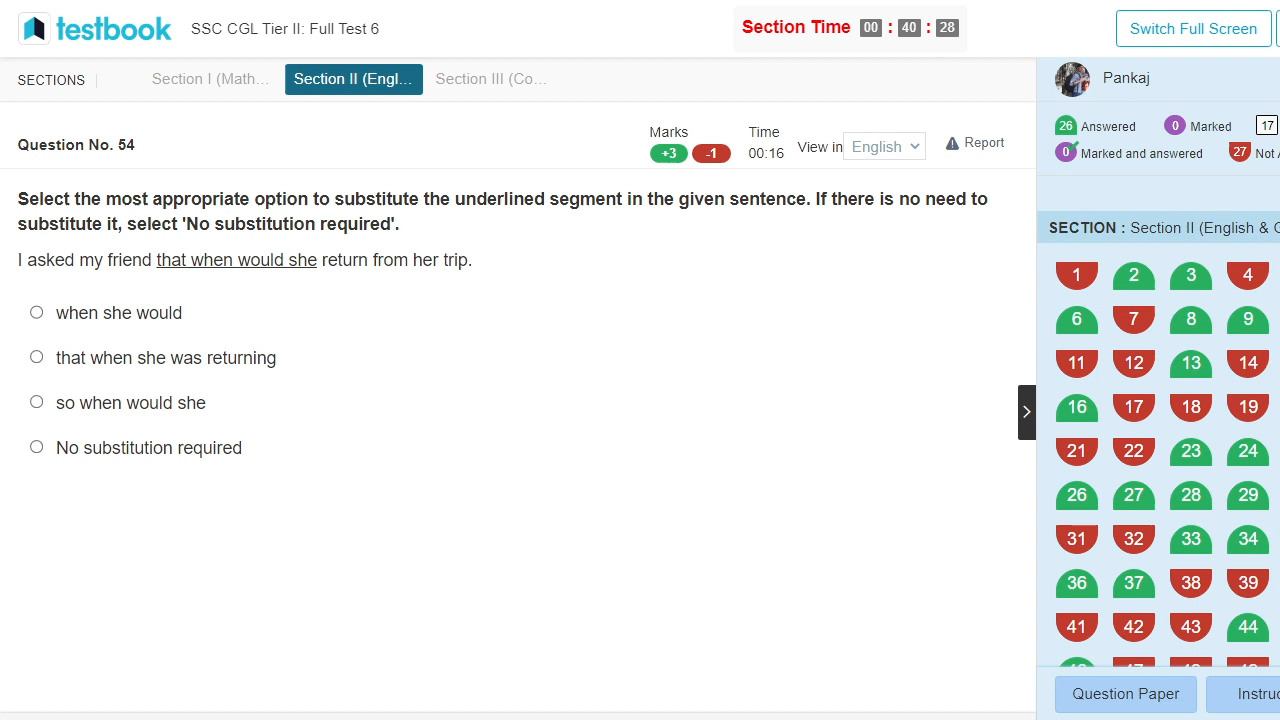 testbook SSC CGL Tier II: Full Test 6 Section Time 00 : 40 : 28 Switch Full Screen
SECTIONS Section I (Math... Section II (Engl... Section III (Co... Pankaj
Question No. 54 Marks +3 -1 Time 00:16 View in English Report
26 Answered 0 Marked 17
0 Marked and answered 27 Not
Select the most appropriate option to substitute the underlined segment in the given sentence. If there is no need to
substitute it, select 'No substitution required'.
I asked my friend that when would she return from her trip.
when she would
that when she was returning
so when would she
No substitution required
SECTION : Section II (English &
1 2 3 4
6 7 8 9
11 12 13 14
16 17 18 19
21 22 23 24
26 27 28 29
31 32 33 34
36 37 38 39
41 42 43 44
Question Paper